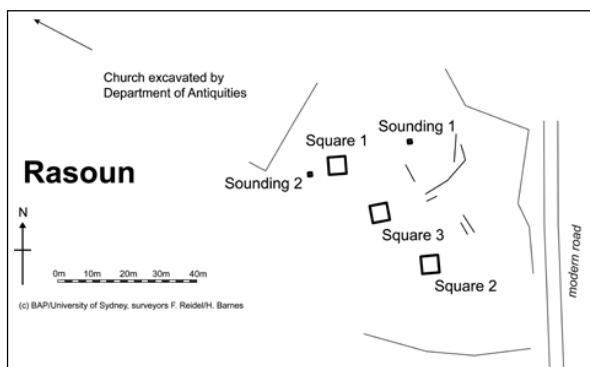 Church excavated by
Department of Antiquities
Sounding 1
Square 1
Rasoun
Sounding 2
N
Square 3
modern road
0m 10m 20m 30m 40m
Square 2
(c) BAP/University of Sydney, surveyors F. Reidel/H. Barnes